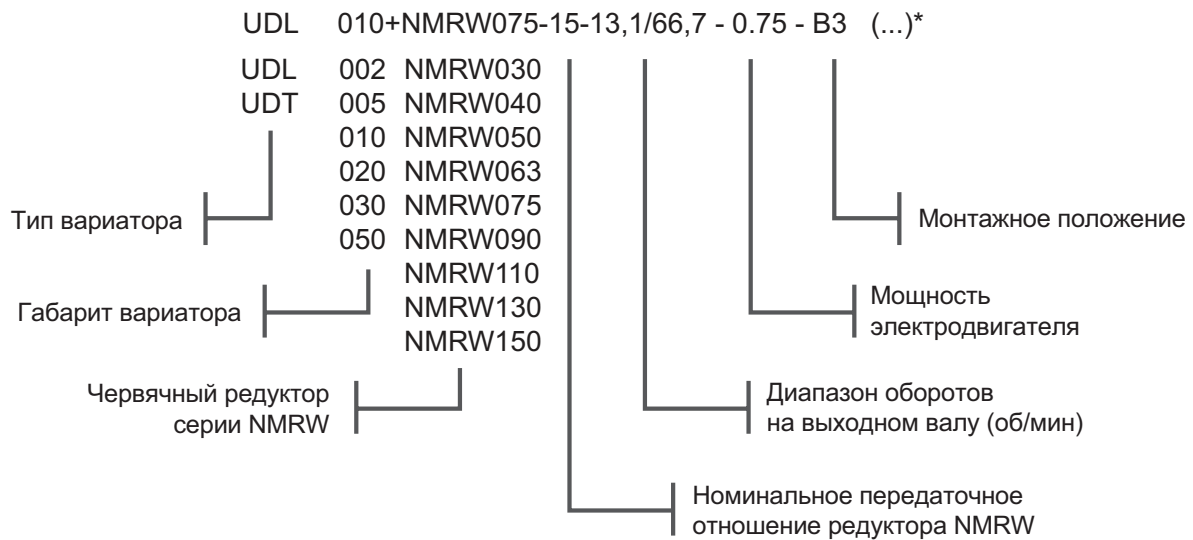 UDL 010+NMRW075-15-13,1/66,7 - 0.75 - B3 (...)*
UDL 002 NMRW030
UDT 005 NMRW040
010 NMRW050
020 NMRW063
030 NMRW075
050 NMRW090
NMRW110
NMRW130
NMRW150
Тип вариатора
Габарит вариатора
Червячный редуктор
серии NMRW
Монтажное положение
Мощность
электродвигателя
Диапазон оборотов
на выходном валу (об/мин)
Номинальное передаточное
отношение редуктора NMRW